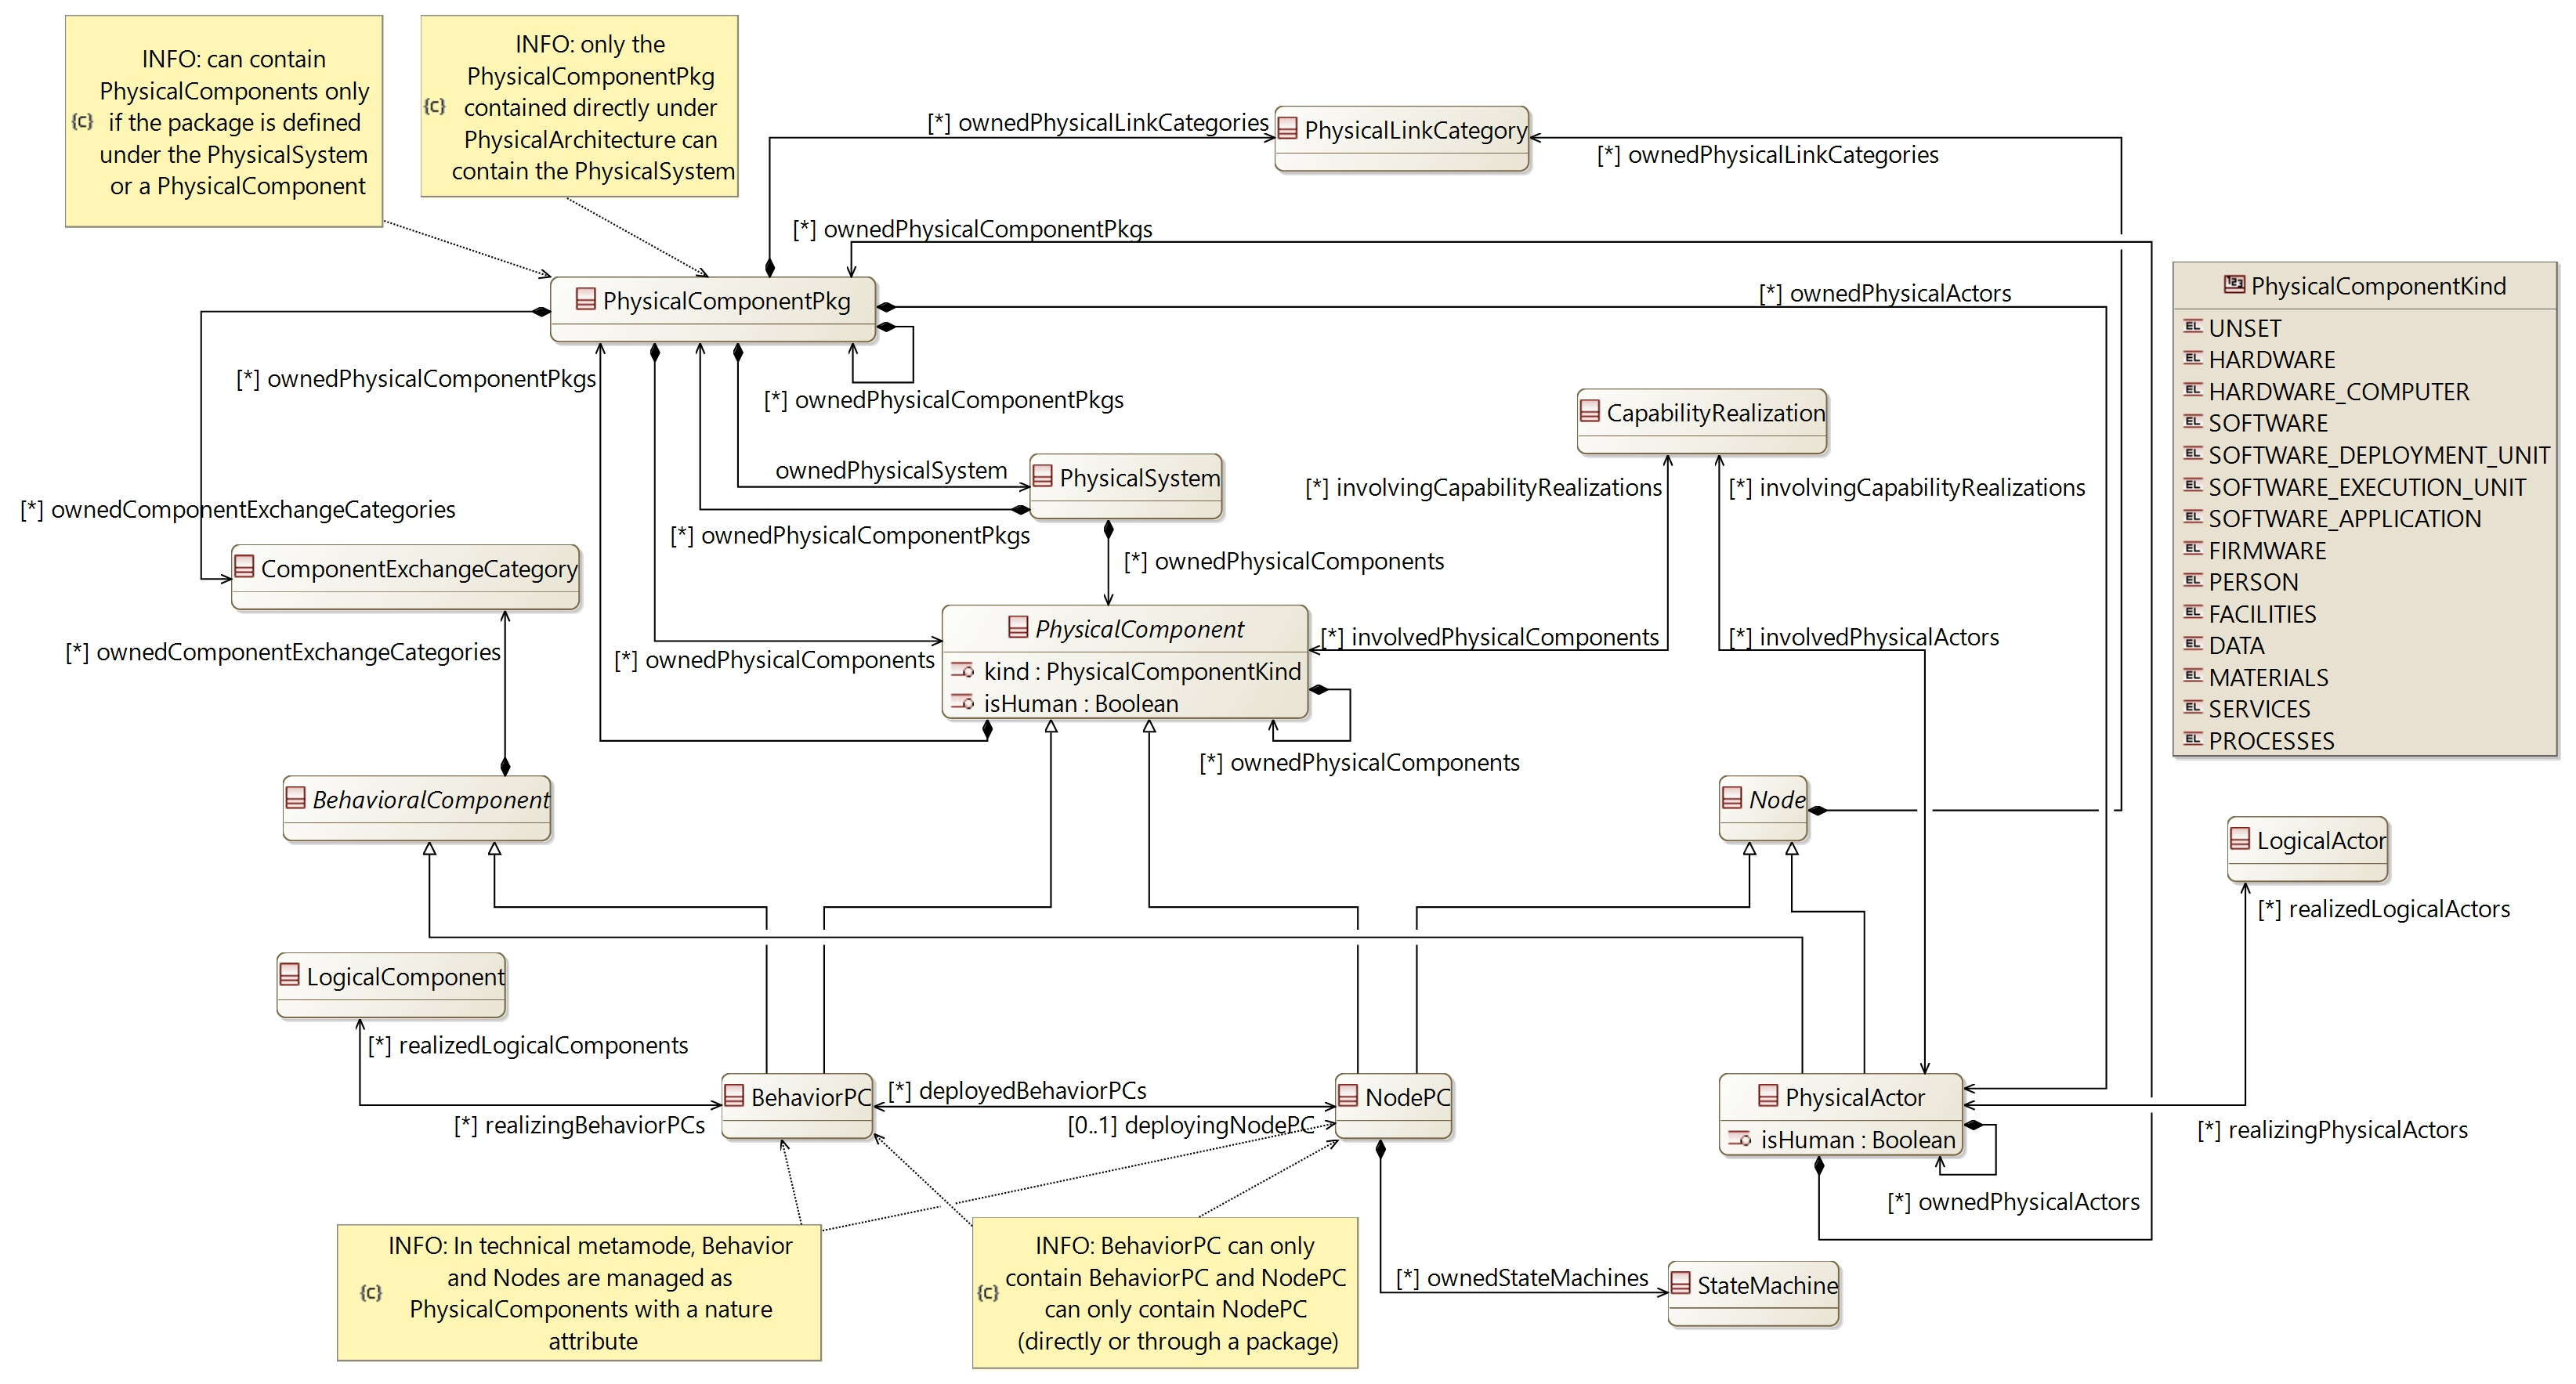 INFO: can contain
PhysicalComponents only
if the package is defined
under the PhysicalSystem
or a PhysicalComponent
{c}
INFO: only the
PhysicalComponentPkg
contained directly under
PhysicalArchitecture can
contain the PhysicalSystem
{c}
[*] ownedPhysicalLinkCategories
PhysicalLinkCategory
[*] ownedPhysicalLinkCategories
[*] ownedPhysicalComponentPkgs
PhysicalComponentPkg
[*] ownedPhysicalActors
PhysicalComponentKind
UNSET
HARDWARE
HARDWARE_COMPUTER
SOFTWARE
SOFTWARE_DEPLOYMENT_UNIT
SOFTWARE_EXECUTION_UNIT
SOFTWARE_APPLICATION
FIRMWARE
PERSON
FACILITIES
DATA
MATERIALS
SERVICES
PROCESSES
[*] ownedPhysicalComponentPkgs
[*] ownedPhysicalComponentPkgs
CapabilityRealization
ownedPhysicalSystem
PhysicalSystem
[*] involvingCapabilityRealizations
[*] involvingCapabilityRealizations
[*] ownedComponentExchangeCategories
[*] ownedPhysicalComponentPkgs
[*] ownedPhysicalComponents
ComponentExchangeCategory
PhysicalComponent
kind : PhysicalComponentKind
isHuman : Boolean
[*] involvedPhysicalComponents
[*] involvedPhysicalActors
[*] ownedComponentExchangeCategories
[*] ownedPhysicalComponents
[*] ownedPhysicalComponents
BehavioralComponent
Node
LogicalActor
[*] realizedLogicalActors
LogicalComponent
[*] realizedLogicalComponents
BehaviorPC
[*] deployedBehaviorPCs
NodePC
PhysicalActor
isHuman : Boolean
[*] realizingBehaviorPCs
[0..1] deployingNodePC
[*] realizingPhysicalActors
[*] ownedPhysicalActors
INFO: In technical metamode, Behavior
and Nodes are managed as
PhysicalComponents with a nature
attribute
{c}
INFO: BehaviorPC can only
contain BehaviorPC and NodePC
can only contain NodePC
(directly or through a package)
{c}
[*] ownedStateMachines
StateMachine